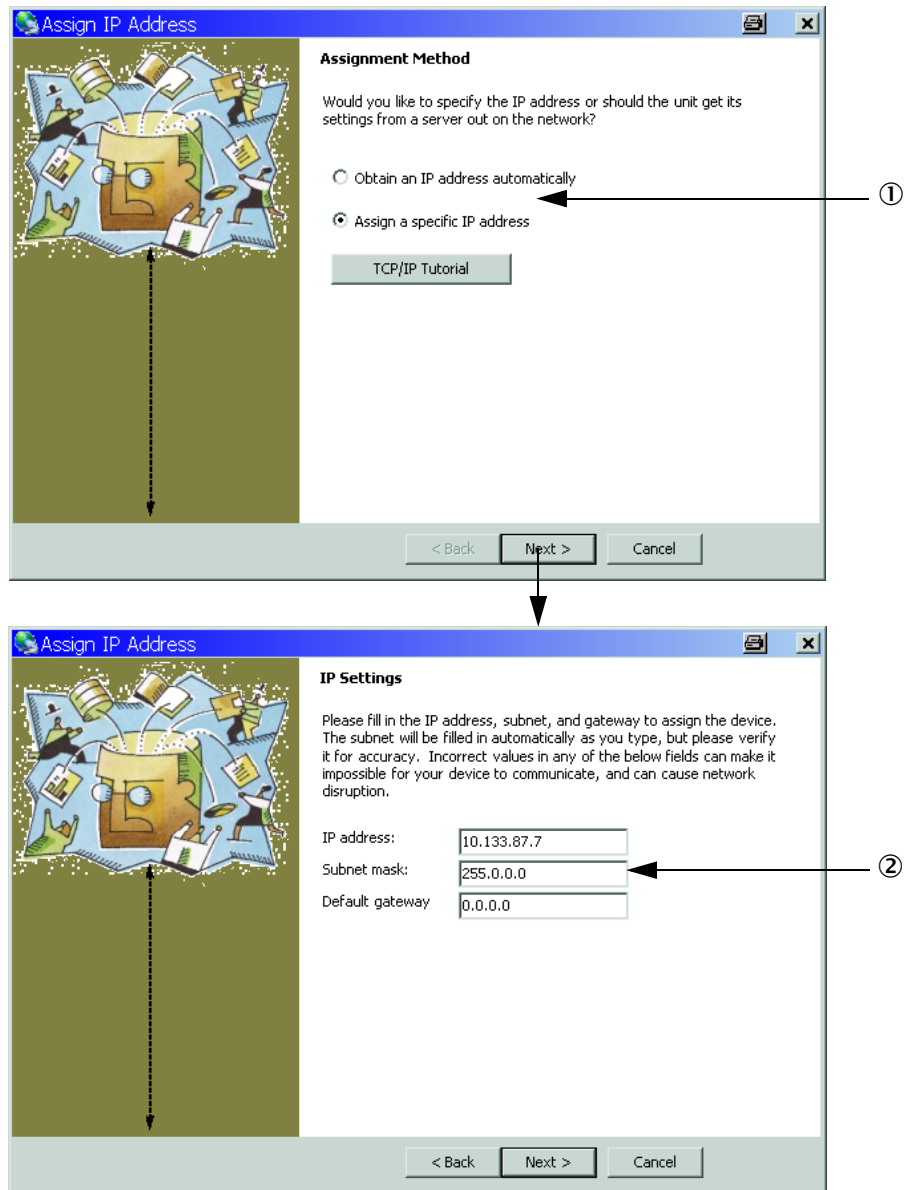 Assign IP Address
Assignment Method
Would you like to specify the IP address or should the unit get its
settings from a server out on the network?
Obtain an IP address automatically
①
Assign a specific IP address
TCP/IP Tutorial
< Back
Next >
Cancel
Assign IP Address
IP Settings
Please fill in the IP address, subnet, and gateway to assign the device.
The subnet will be filled in automatically as you type, but please verify
it for accuracy. Incorrect values in any of the below fields can make it
impossible for your device to communicate, and can cause network
disruption.
IP address: 10.133.87.7
Subnet mask: 255.0.0.0
②
Default gateway 0.0.0.0
< Back
Next >
Cancel